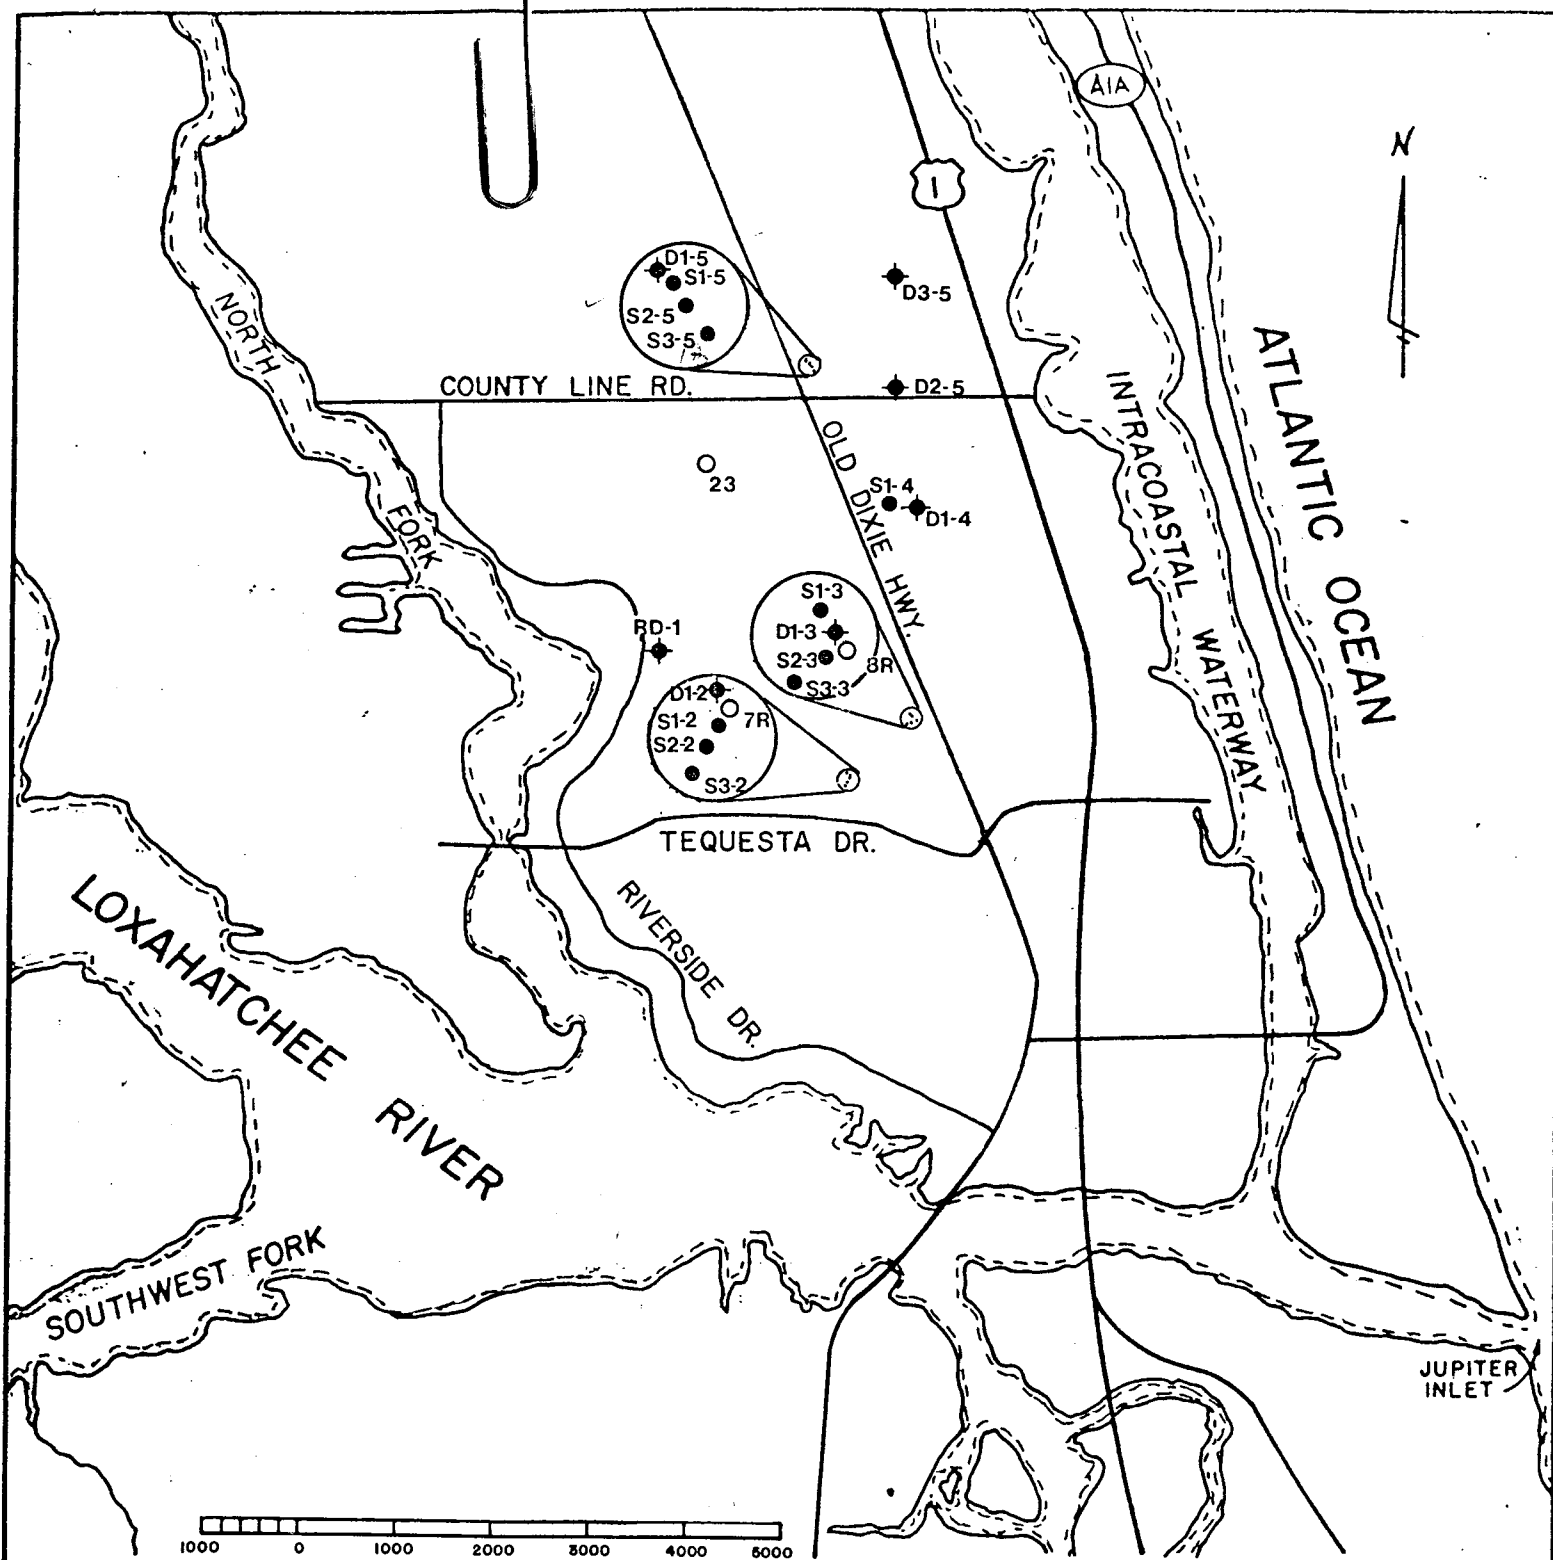 A1A
N
1
D1-5
S1-5
S2-5
S3-5
D3-5
NORTH
FORK
COUNTY LINE RD.
D2-5
ATLANTIC OCEAN
INTRACOASTAL WATERWAY
OLD DIXIE HWY.
23
S1-4
D1-4
S1-3
D1-3
S2-3
8R
S3-3
RD-1
D1-2
S1-2
7R
S2-2
S3-2
TEQUESTA DR.
RIVERSIDE DR.
LOXAHATCHEE RIVER
SOUTHWEST FORK
JUPITER
INLET
1000 0 1000 2000 3000 4000 5000